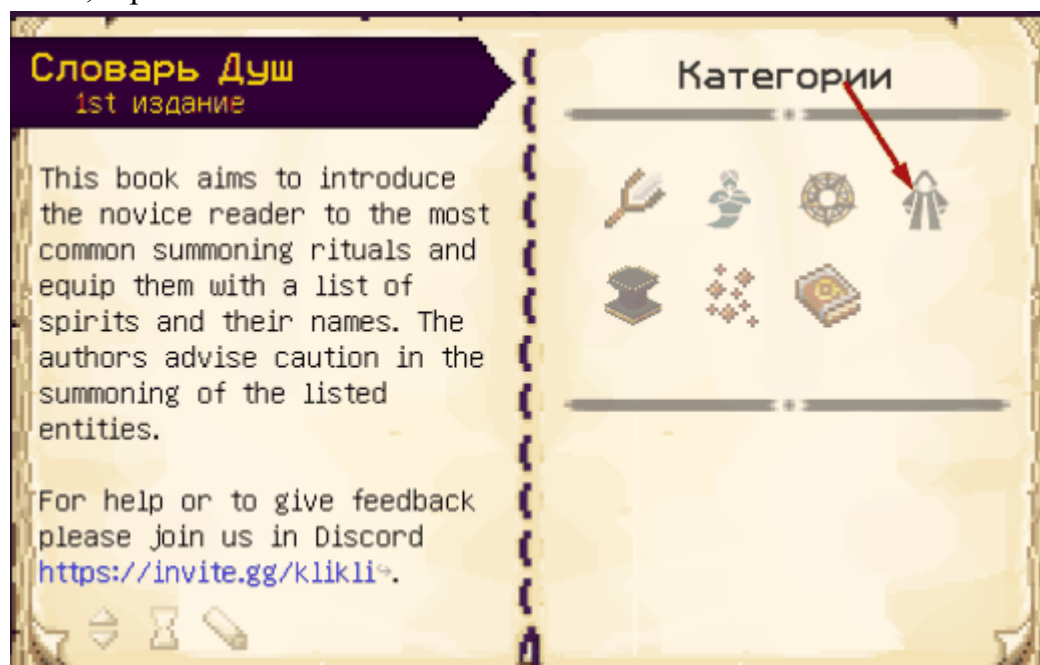 Словарь Душ
1st издание
This book aims to introduce
the novice reader to the most
common summoning rituals and
equip them with a list of
spirits and their names. The
authors advise caution in the
summoning of the listed
entities.
For help or to give feedback
please join us in Discord
https://invite.gg/klikli.
Категории